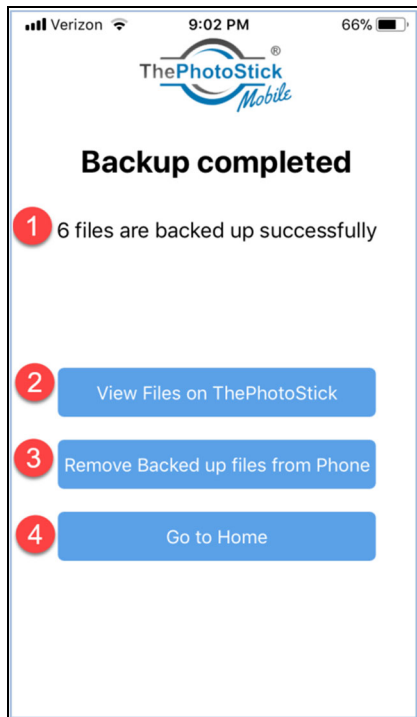 Verizon 9:02 PM 66%
ThePhotoStick®
Mobile
Backup completed
1 6 files are backed up successfully
2 View Files on ThePhotoStick
3 Remove Backed up files from Phone
4 Go to Home